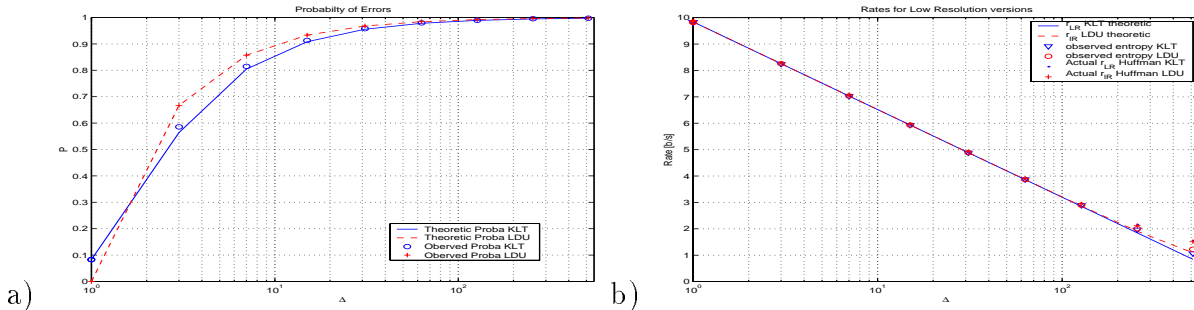 Probabilty of Errors
1
0.9
0.8
0.7
0.6
0.5
0.4
0.3
0.2
0.1
0
P
10^0
10^1
10^2
Δ
Theoretic Proba KLT
Theoretic Proba LDU
Oberved Proba KLT
Oberved Proba LDU
a)
Rates for Low Resolution versions
10
9
8
7
6
5
4
3
2
1
0
Rate [b/s]
10^0
10^1
10^2
Δ
r_LR KLT theoretic
r_IR LDU theoretic
observed entropy KLT
observed entropy LDU
Actual r_LR Huffman KLT
Actual r_IR Huffman LDU
b)